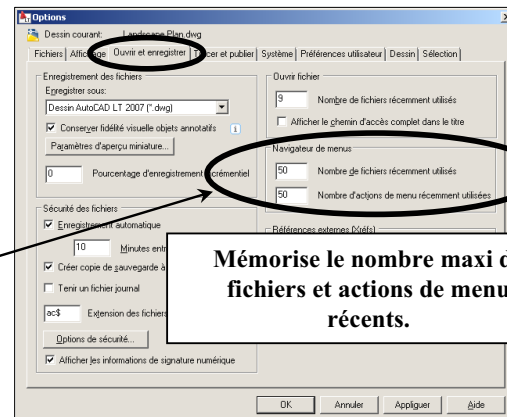 Options
Dessin courant: Landscape Plan.dwg
Fichiers Ouvrir et enregistrer et publier Système Préférences utilisateur Dessin Sélection
Enregistrement des fichiers
Enregistrer sous:
Dessin AutoCAD LT 2007 (*.dwg)
Conserver fidélité visuelle objets annotatifs
Paramètres d'aperçu miniature...
0 Pourcentage d'enregistrement incrémentiel
Sécurité des fichiers
Enregistrement automatique
10 Minutes
Créer copie de sauvegarde à
Tenir un fichier journal
ac$ Extension des fichiers
Options de sécurité...
Afficher les informations de signature numérique
Ouvrir fichier
9 Nombre de fichiers récemment utilisés
Afficher le chemin d'accès complet dans le titre
Navigateur de menus
50 Nombre de fichiers récemment utilisés
50 Nombre d'actions de menu récemment utilisées
Références externes (Xréfs)
Mémorise le nombre maxi
fichiers et actions de menu
récents.
OK Annuler Appliquer Aide